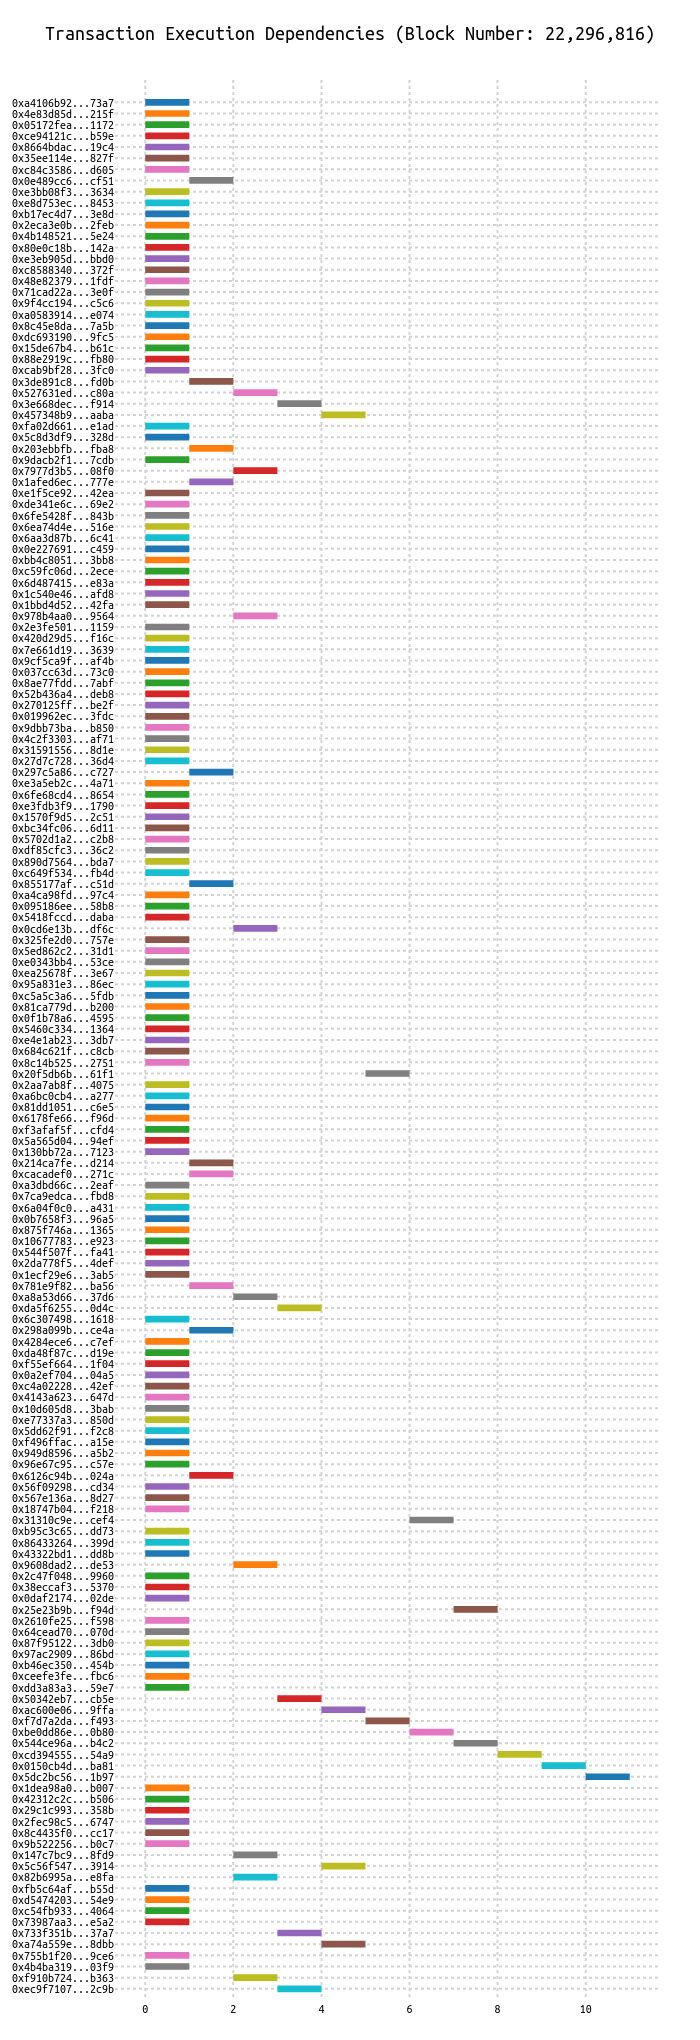 Transaction Execution Dependencies (Block Number: 22,296,816)
0xa4106b92...73a7
0x4e83d85d...215f
0x05172fea...1172
0xce94121c...b59e
0x8664bdac...19c4
0x35ee114e...827f
0xc84c3586...d605
0x0e489cc6...cf51
0xe3bb08f3...3634
0xe8d753ec...8453
0xb17ec4d7...3e8d
0x2eca3e0b...2feb
0x4b148521...5e24
0x80e0c18b...142a
0xe3eb905d...bbd0
0xc8588340...372f
0x48e82379...1fdf
0x71cad22a...3e0f
0x9f4cc194...c5c6
0xa0583914...e074
0x8c45e8da...7a5b
0xdc693190...9fc5
0x15de67b4...b61c
0x88e2919c...fb80
0xcab9bf28...3fc0
0x3de891c8...fd0b
0x527631ed...c80a
0x3e668dec...f914
0x457348b9...aaba
0xfa02d661...e1ad
0x5c8d3df9...328d
0x203ebbfb...fba8
0x9dacb2f1...7cdb
0x7977d3b5...08f0
0x1afed6ec...777e
0xe1f5ce92...42ea
0xde341e6c...69e2
0x6fe5428f...843b
0x6ea74d4e...516e
0x6aa3d87b...6c41
0x0e227691...c459
0xbb4c8051...3bb8
0xc59fc06d...2ece
0x6d487415...e83a
0x1c540e46...afd8
0x1bbd4d52...42fa
0x978b4aa0...9564
0x2e3fe501...1159
0x420d29d5...f16c
0x7e661d19...3639
0x9cf5ca9f...af4b
0x037cc63d...73c0
0x8ae77fdd...7abf
0x52b436a4...deb8
0x270125ff...be2f
0x019962ec...3fdc
0x9dbb73ba...b850
0x4c2f3303...af71
0x31591556...8d1e
0x27d7c728...36d4
0x297c5a86...c727
0xe3a5eb2c...4a71
0x6fe68cd4...8654
0xe3fdb3f9...1790
0x1570f9d5...2c51
0xbc34fc06...6d11
0x5702d1a2...c2b8
0xdf85cfc3...36c2
0x890d7564...bda7
0xc649f534...fb4d
0x855177af...c51d
0xa4ca98fd...97c4
0x095186ee...58b8
0x5418fccd...daba
0x0cd6e13b...df6c
0x325fe2d0...757e
0x5ed862c2...31d1
0xe0343bb4...53ce
0xea25678f...3e67
0x95a831e3...86ec
0xc5a5c3a6...5fdb
0x81ca779d...b200
0x0f1b78a6...4595
0x5460c334...1364
0xe4e1ab23...3db7
0x684c621f...c8cb
0x8c14b525...2751
0x20f5db6b...61f1
0x2aa7ab8f...4075
0xa6bc0cb4...a277
0x81dd1051...c6e5
0x6178fe66...f96d
0xf3afaf5f...cfd4
0x5a565d04...94ef
0x130bb72a...7123
0x214ca7fe...d214
0xcacadef0...271c
0xa3dbd66c...2eaf
0x7ca9edca...fbd8
0x6a04f0c0...a431
0x0b7658f3...96a5
0x875f746a...1365
0x10677783...e923
0x544f507f...fa41
0x2da778f5...4def
0x1ecf29e6...3ab5
0x781e9f82...ba56
0xa8a53d66...37d6
0xda5f6255...0d4c
0x6c307498...1618
0x298a099b...ce4a
0x4284ece6...c7ef
0xda48f87c...d19e
0xf55ef664...1f04
0x0a2ef704...04a5
0xc4a02228...42ef
0x4143a623...647d
0x10d605d8...3bab
0xe77337a3...850d
0x5dd62f91...f2c8
0xf496ffac...a15e
0x949d8596...a5b2
0x96e67c95...c57e
0x6126c94b...024a
0x56f09298...cd34
0x567e136a...8d27
0x18747b04...f218
0x31310c9e...cef4
0xb95c3c65...dd73
0x86433264...399d
0x43322bd1...dd8b
0x9608dad2...de53
0x2c47f048...9960
0x38eccaf3...5370
0x0daf2174...02de
0x25e23b9b...f94d
0x2610fe25...f598
0x64cead70...070d
0x87f95122...3db0
0x97ac2909...86bd
0xb46ec350...454b
0xceefe3fe...fbc6
0xdd3a83a3...59e7
0x50342eb7...cb5e
0xac600e06...9ffa
0xf7d7a2da...f493
0xbe0dd86e...0b80
0x544ce96a...b4c2
0xcd394555...54a9
0x0150cb4d...ba81
0x5dc2bc56...1b97
0x1dea98a0...b007
0x42312c2c...b506
0x29c1c993...358b
0x2fec98c5...6747
0x8c4435f0...cc17
0x9b522256...b0c7
0x147c7bc9...8fd9
0x5c56f547...3914
0x82b6995a...e8fa
0xfb5c64af...b55d
0xd5474203...54e9
0xc54fb933...4064
0x73987aa3...e5a2
0x733f351b...37a7
0xa74a559e...8dbb
0x755b1f20...9ce6
0x4b4ba319...03f9
0xf910b724...b363
0xec9f7107...2c9b
0 2 4 6 8 10